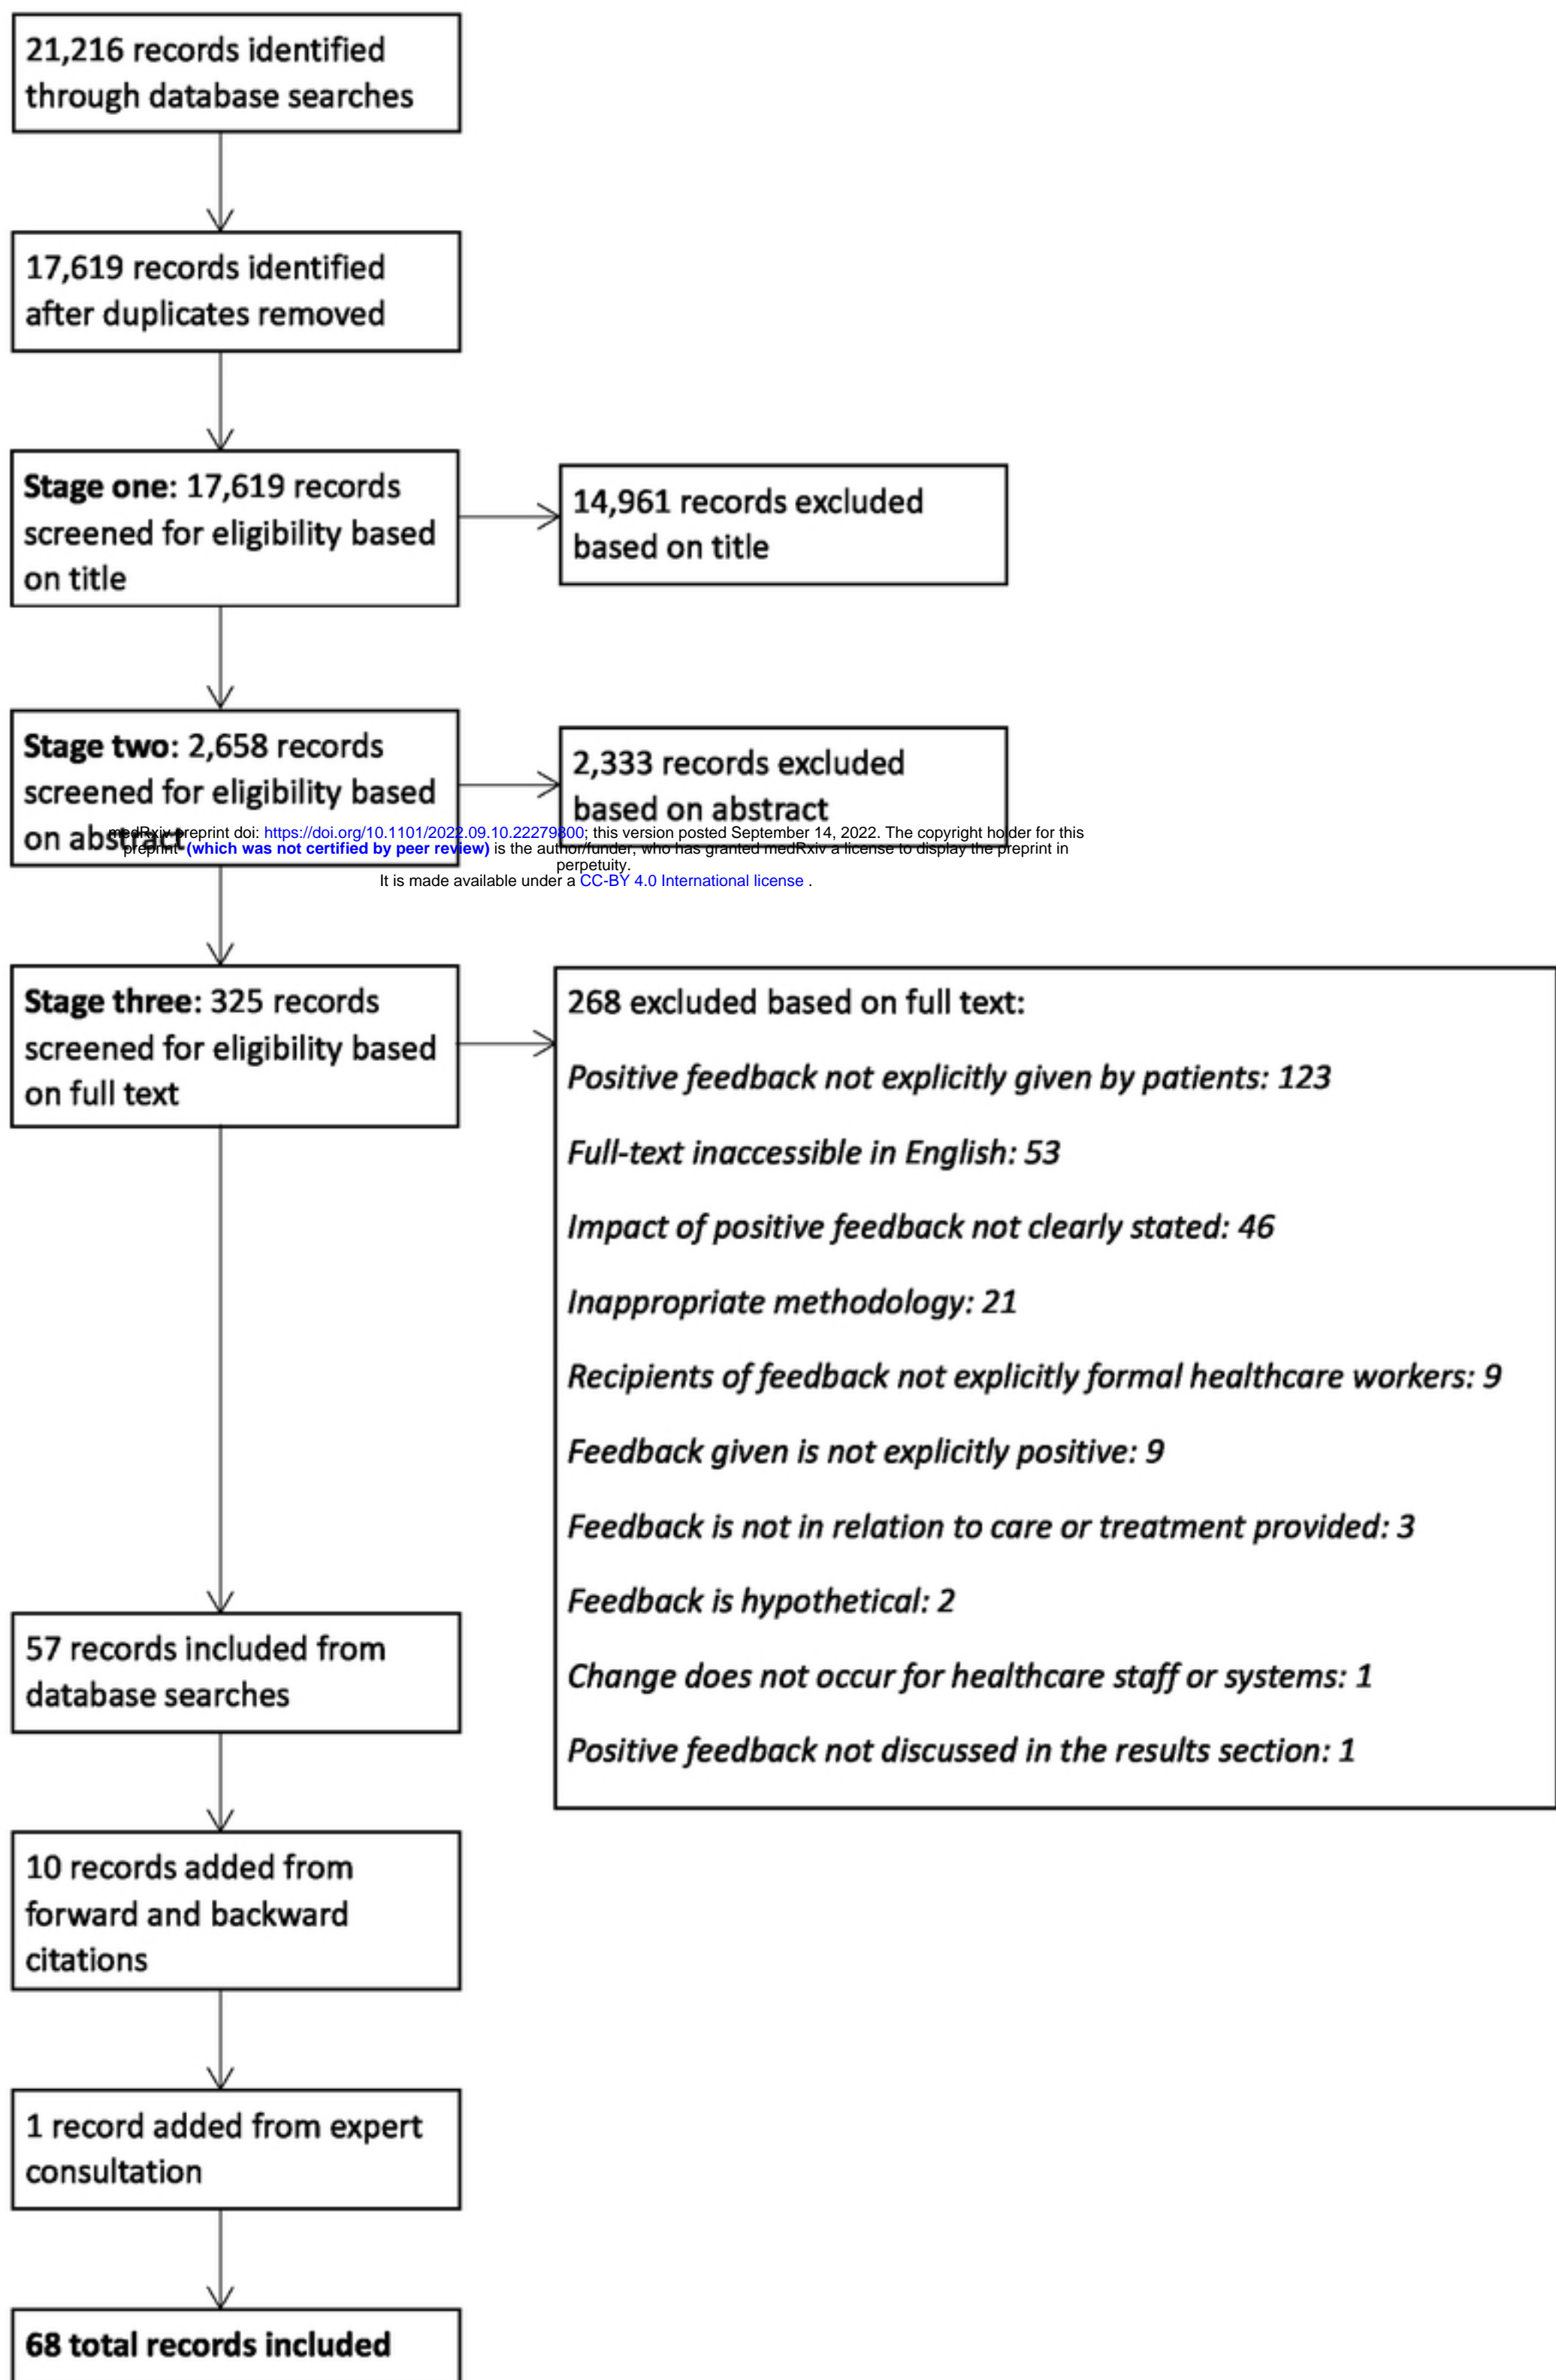 21,216 records identified
through database searches
17,619 records identified
after duplicates removed
Stage one: 17,619 records
screened for eligibility based
on title
14,961 records excluded
based on title
Stage two: 2,658 records
screened for eligibility based
on abstract
2,333 records excluded
based on abstract
medRxiv preprint doi: https://doi.org/10.1101/2022.09.10.22279800; this version posted September 14, 2022. The copyright holder for this
preprint (which was not certified by peer review) is the author/funder, who has granted medRxiv a license to display the preprint in
perpetuity.
It is made available under a CC-BY 4.0 International license .
Stage three: 325 records
screened for eligibility based
on full text
268 excluded based on full text:
Positive feedback not explicitly given by patients: 123
Full-text inaccessible in English: 53
Impact of positive feedback not clearly stated: 46
Inappropriate methodology: 21
Recipients of feedback not explicitly formal healthcare workers: 9
Feedback given is not explicitly positive: 9
Feedback is not in relation to care or treatment provided: 3
Feedback is hypothetical: 2
Change does not occur for healthcare staff or systems: 1
Positive feedback not discussed in the results section: 1
57 records included from
database searches
10 records added from
forward and backward
citations
1 record added from expert
consultation
68 total records included